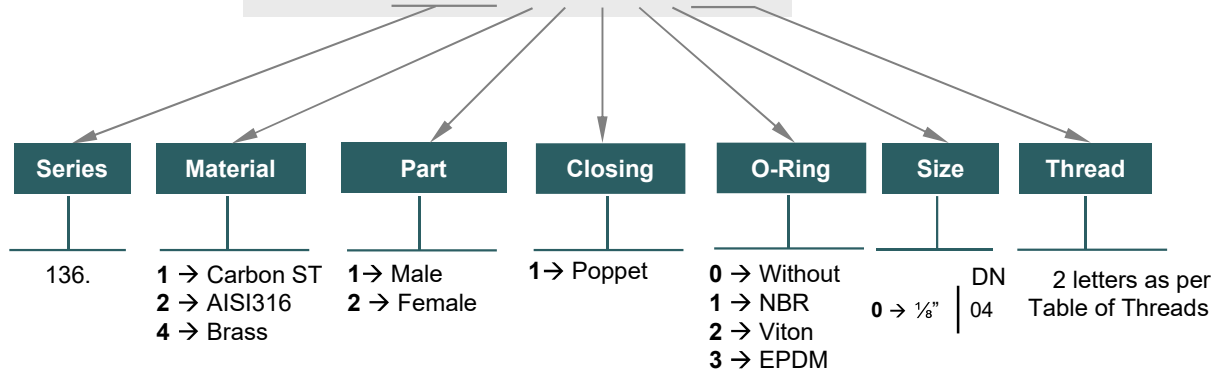 Series
Material
Part
Closing
O-Ring
Size
Thread
136.
1 → Carbon ST
2 → AISI316
4 → Brass
1→ Male
2 → Female
1→ Poppet
0 → Without
1 → NBR
2 → Viton
3 → EPDM
DN
0 → ⅛” 04
2 letters as per
Table of Threads